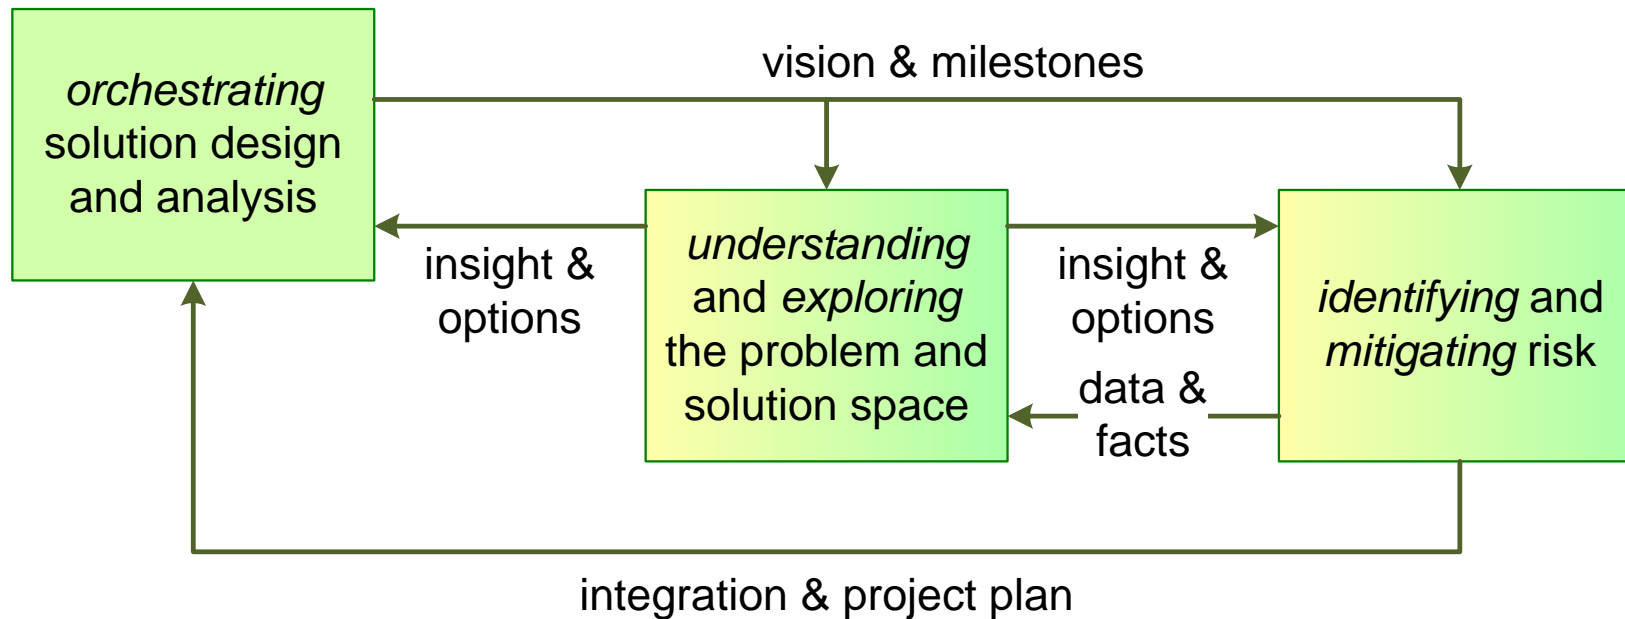 vision & milestones
orchestrating
solution design
and analysis
insight &
options
understanding
and exploring
the problem and
solution space
insight &
options
data &
facts
identifying and
mitigating risk
integration & project plan